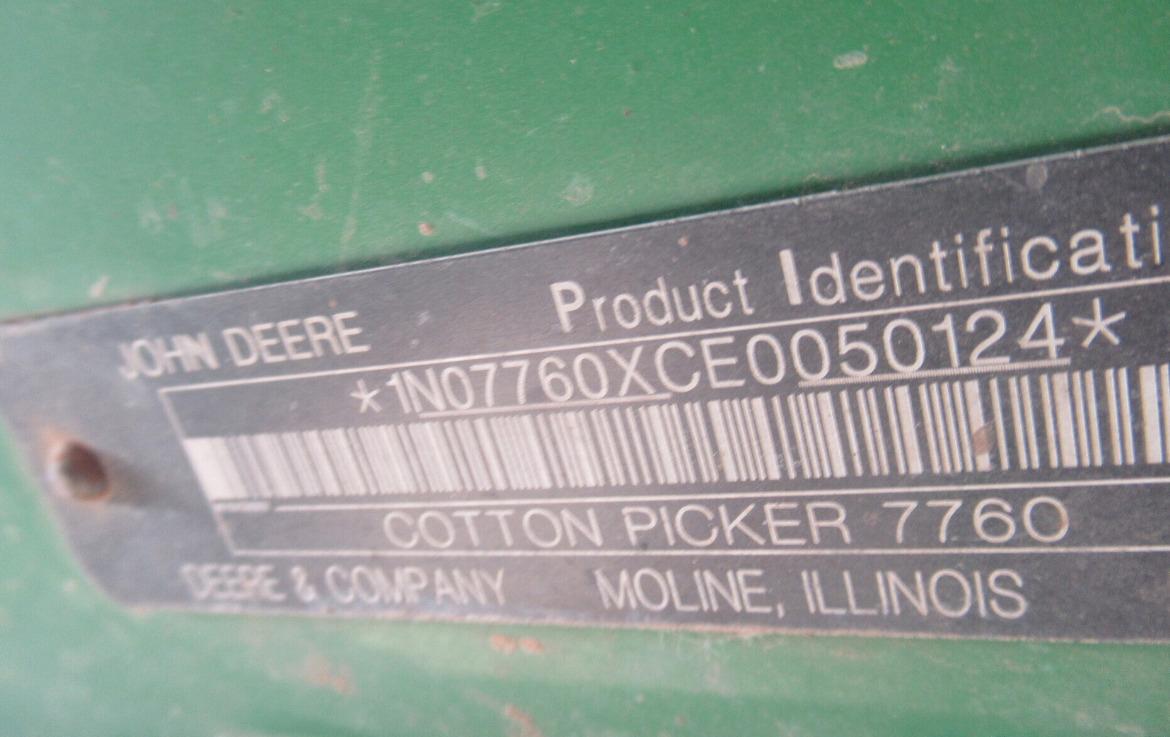 JOHN DEERE Product Identificati
*1N07760XCE0050124*
COTTON PICKER 7760
DEERE & COMPANY MOLINE, ILLINOIS